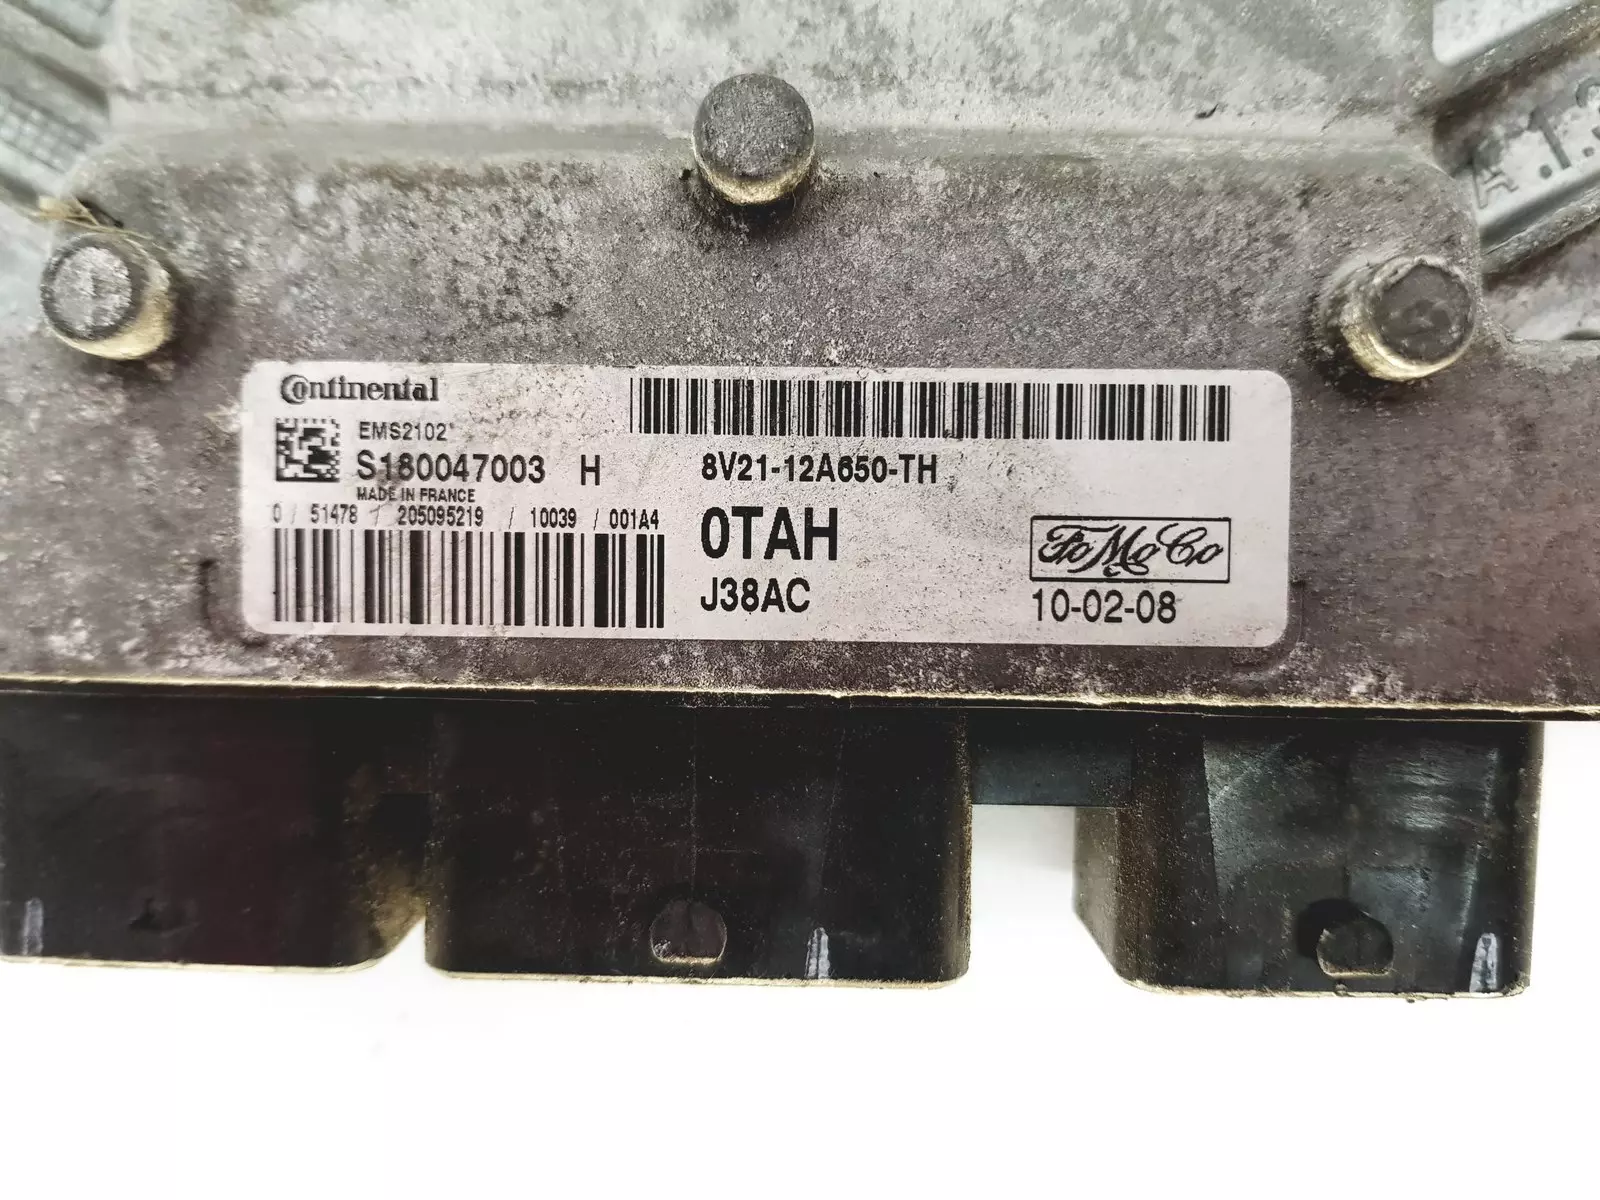 A.T.3
Continental
EMS2102
S180047003 H
MADE IN FRANCE
0 / 51478 / 205095219 / 10039 / 001A4
8V21-12A650-TH
0TAH
J38AC
FoMoCo
10-02-08